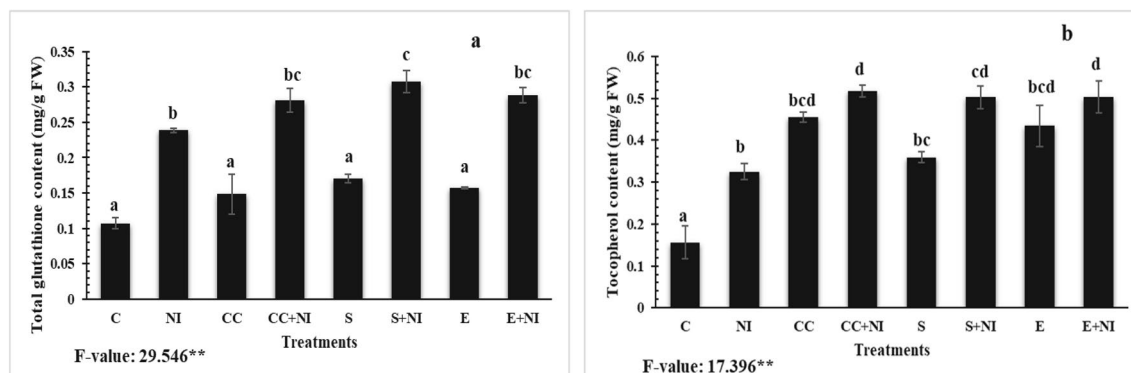 a
Total glutathione content (mg/g FW)
0.35
0.3
0.25
0.2
0.15
0.1
0.05
0
a
b
a
bc
a
c
a
bc
C NI CC CC+NI S S+NI E E+NI
Treatments
F-value: 29.546**
b
Tocopherol content (mg/g FW)
0.6
0.5
0.4
0.3
0.2
0.1
0
a
b
bcd
d
bc
cd
bcd
d
C NI CC CC+NI S S+NI E E+NI
Treatments
F-value: 17.396**